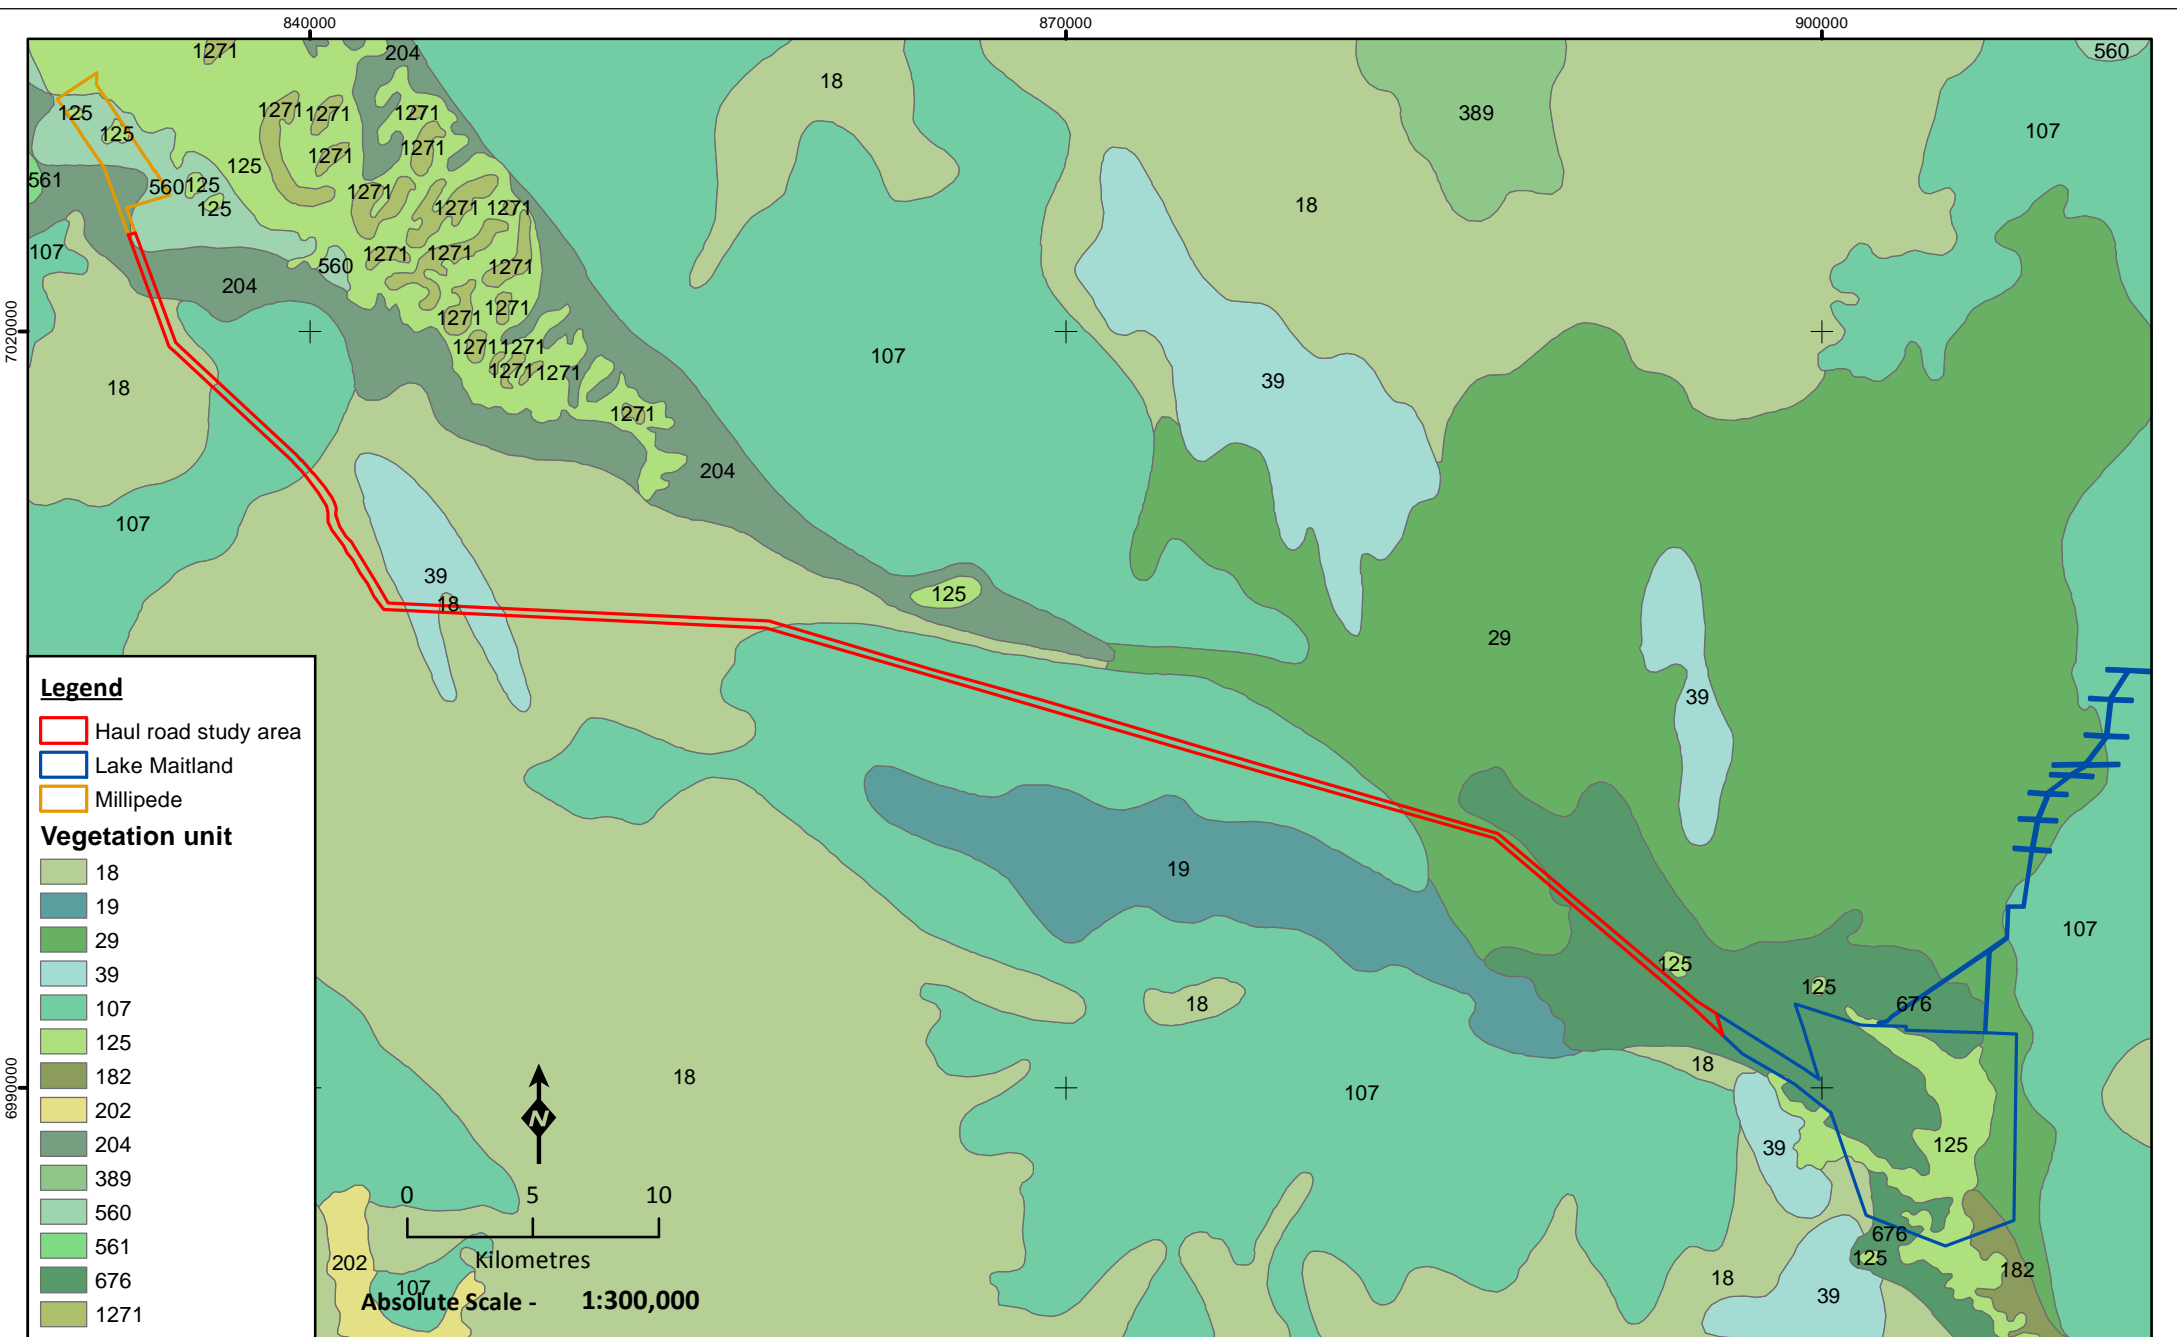 840000 870000 900000
1271 204 18 560
125 1271 1271 1271 389
125 107
1271 1271
125
561 560 125 1271
125 1271 1271 18
107 1271 1271
560 1271
204
7020000
1271 1271
1271 1271 107
1271 1271 39
18
1271
204
107
39
125
18
29
Legend
Haul road study area
Lake Maitland
Millipede
Vegetation unit
18
19
29
39
107
125
182
202
204
389
560
561
676
1271
39
19
107
125
125
676
18
6990000
18
18
107
39
125
N
0 5 10
Kilometres
Absolute Scale - 1:300,000
202
107
676
125
182
18
39